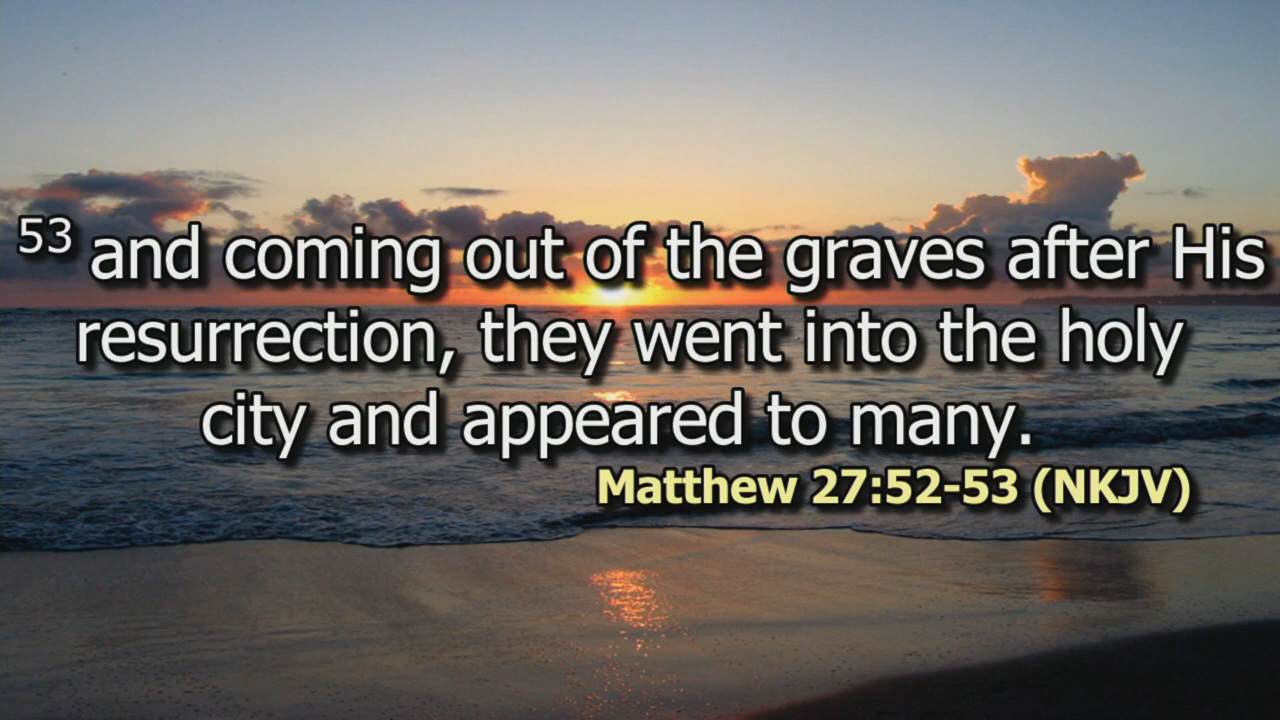 53 and coming out of the graves after His
resurrection, they went into the holy
city and appeared to many.
Matthew 27:52-53 (NKJV)